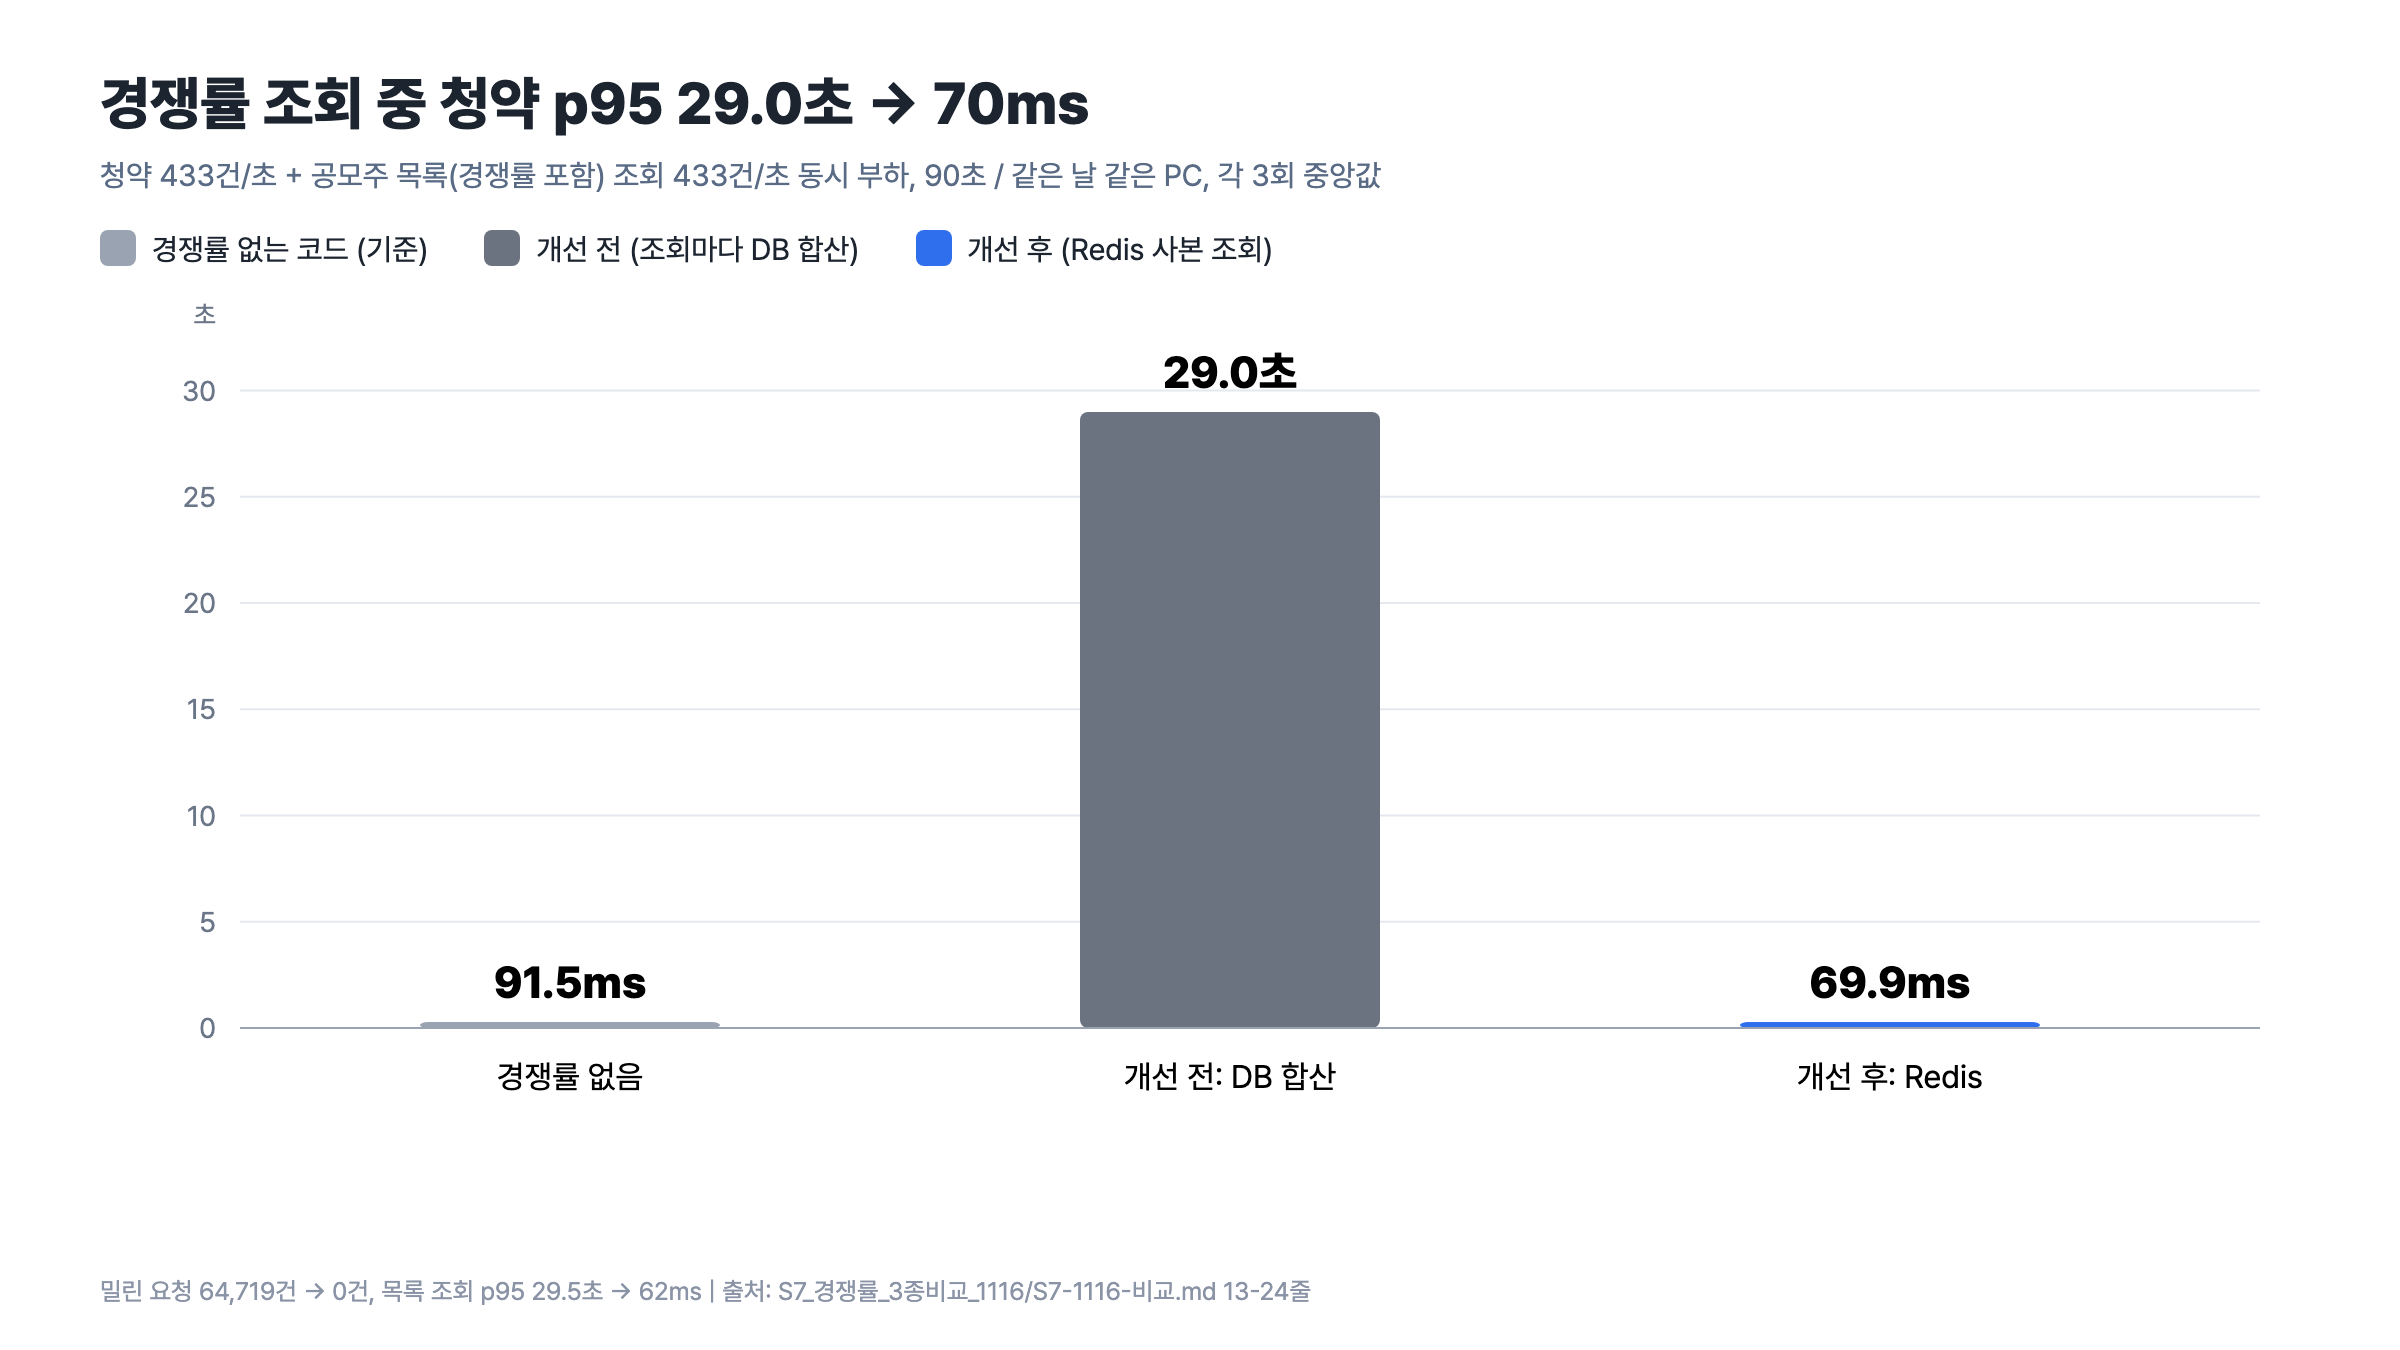 경쟁률 조회 중 청약 p95 29.0초 → 70ms
청약 433건/초 + 공모주 목록(경쟁률 포함) 조회 433건/초 동시 부하, 90초 / 같은 날 같은 PC, 각 3회 중앙값
경쟁률 없는 코드 (기준) 개선 전 (조회마다 DB 합산) 개선 후 (Redis 사본 조회)
초
29.0초
30
25
20
15
10
5
91.5ms 69.9ms
0
경쟁률 없음 개선 전: DB 합산 개선 후: Redis
밀린 요청 64,719건 → 0건, 목록 조회 p95 29.5초 → 62ms | 출처: S7_경쟁률_3종비교_1116/S7-1116-비교.md 13-24줄